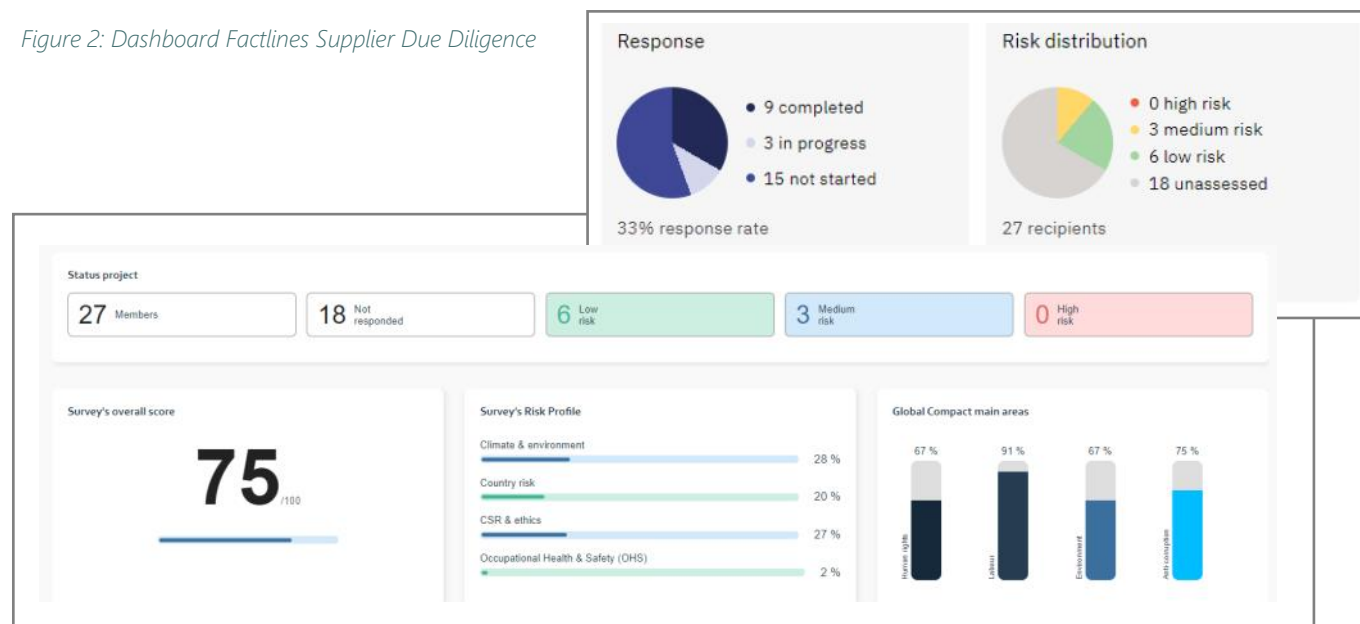 Figure 2: Dashboard Factlines Supplier Due Diligence
Response
9 completed
3 in progress
15 not started
33% response rate
Risk distribution
0 high risk
3 medium risk
6 low risk
18 unassessed
27 recipients
Status project
27 Members
18 Not
responded
6 Low
risk
3 Medium
risk
0 High
risk
Survey's overall score
75/100
Survey's Risk Profile
Climate & environment
28 %
Country risk
20 %
CSR & ethics
27 %
Occupational Health & Safety (OHS)
2 %
Global Compact main areas
67 %
91 %
67 %
75 %
Human rights
Labour
Environment
Anti-corruption